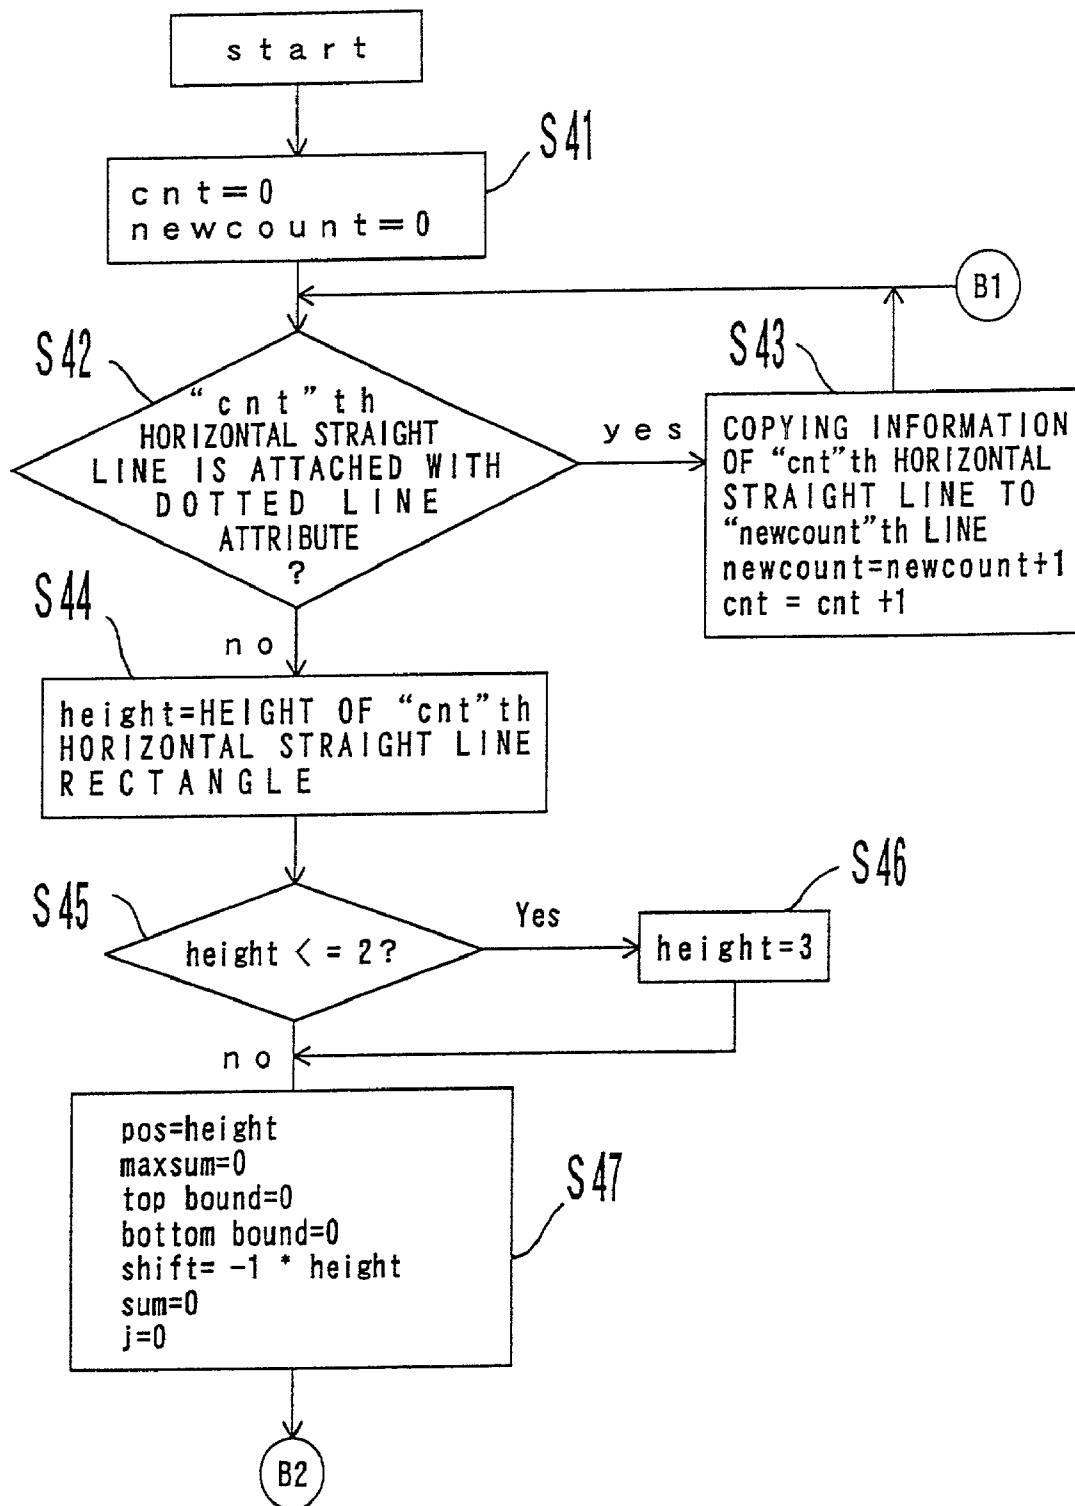 start
S41
cnt=0
newcount=0
B1
S42
"cnt"th
HORIZONTAL STRAIGHT
LINE IS ATTACHED WITH
DOTTED LINE
ATTRIBUTE
?
yes
S43
COPYING INFORMATION
OF "cnt"th HORIZONTAL
STRAIGHT LINE TO
"newcount"th LINE
newcount=newcount+1
cnt = cnt +1
no
S44
height=HEIGHT OF "cnt"th
HORIZONTAL STRAIGHT LINE
RECTANGLE
S45
height < = 2?
Yes
S46
height=3
no
S47
pos=height
maxsum=0
top bound=0
bottom bound=0
shift= -1 * height
sum=0
j=0
B2